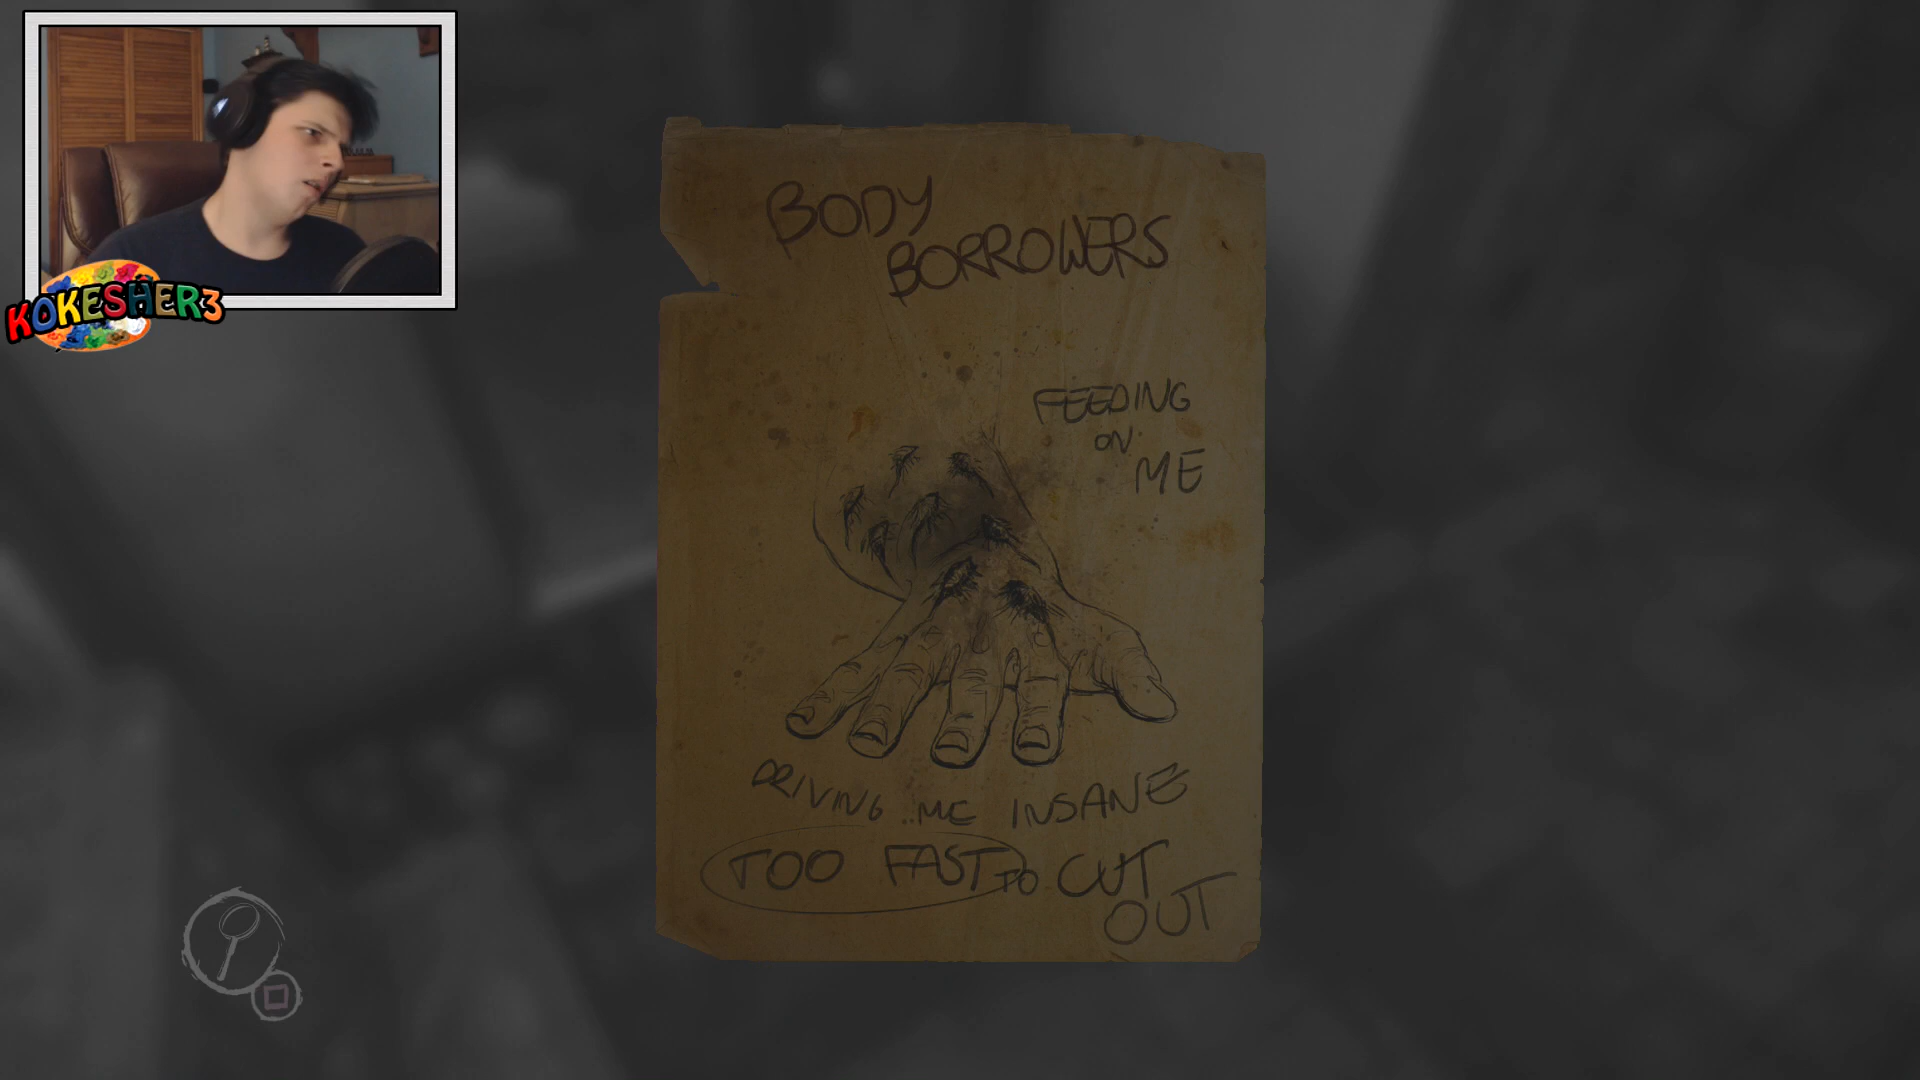 KOKESHER3
BODY
BORROWERS
FEEDING
ON
ME
DRIVING ..ME INSANE
TOO FAST TO CUT
OUT